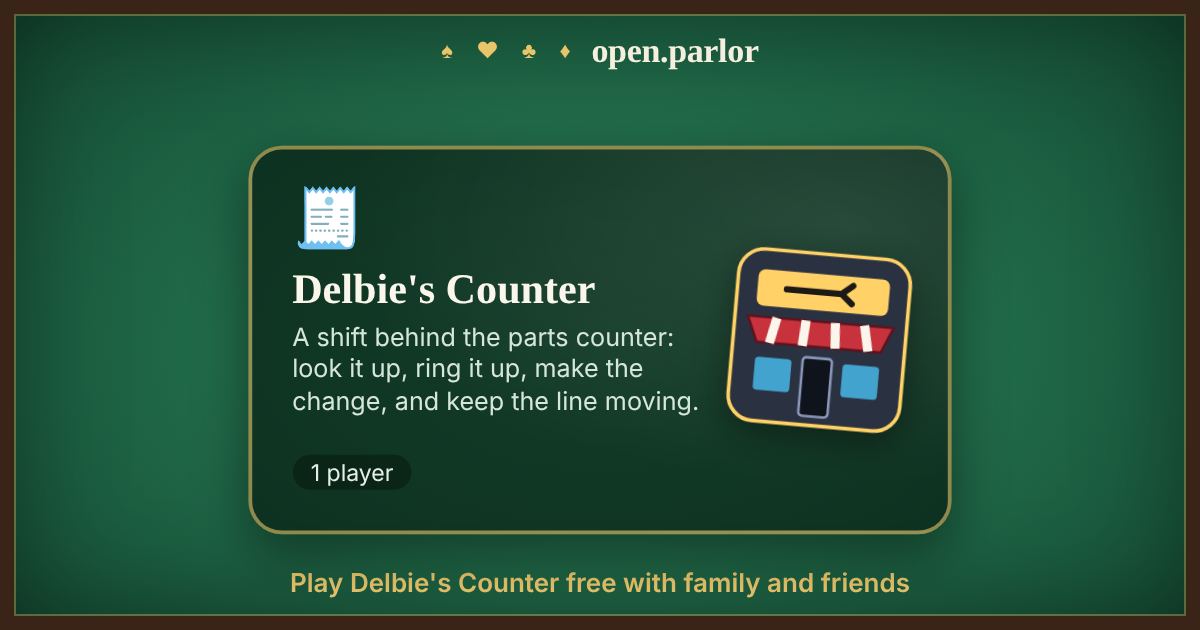 open.parlor
Delbie's Counter
A shift behind the parts counter:
look it up, ring it up, make the
change, and keep the line moving.
1 player
Play Delbie's Counter free with family and friends